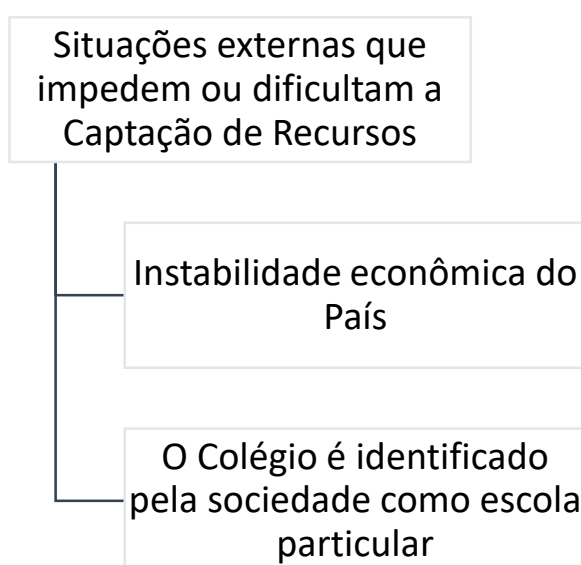 Situações externas que
impedem ou dificultam a
Captação de Recursos
Instabilidade econômica do
País
O Colégio é identificado
pela sociedade como escola
particular